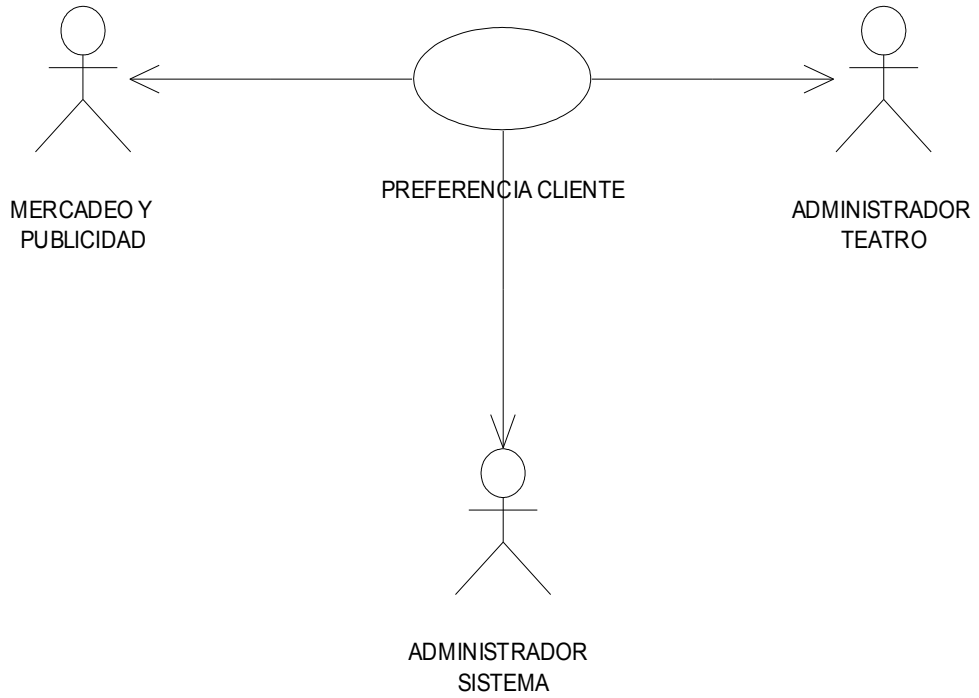 PREFERENCIA CLIENTE
MERCADEO Y
PUBLICIDAD
ADMINISTRADOR
TEATRO
ADMINISTRADOR
SISTEMA